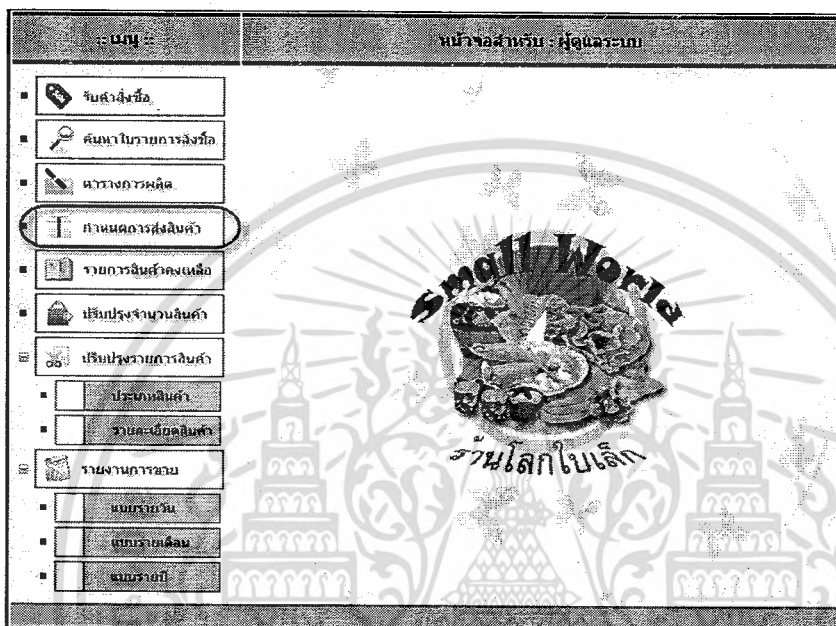 :: เมนู ::
หน้าจอสำหรับ : ผู้ดูแลระบบ
รับคำสั่งซื้อ
ค้นหาใบรายการสั่งซื้อ
ตารางการผลิต
กำหนดการส่งสินค้า
รายการสินค้าคงเหลือ
ปรับปรุงจำนวนสินค้า
ปรับปรุงรายการสินค้า
ประเภทสินค้า
รายละเอียดสินค้า
รายงานการขาย
แบบรายวัน
แบบรายเดือน
แบบรายปี
Small World
ร้านโลกใบเล็ก